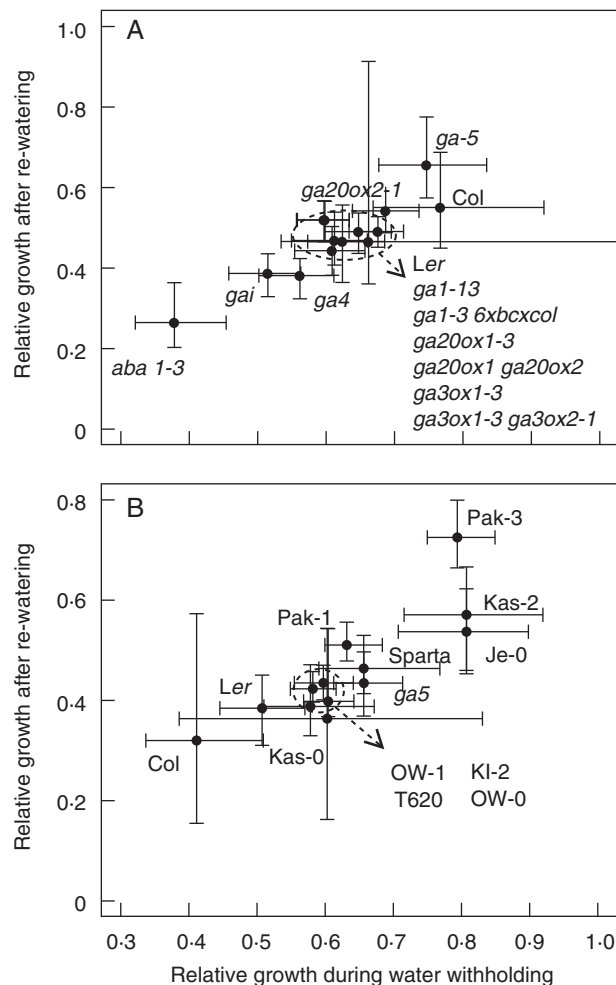 A
1·0
0·8
0·6
0·4
0·2
0
Relative growth after re-watering
ga-5
Col
ga20ox2-1
gai
ga4
aba 1-3
Ler
ga1-13
ga1-3 6xbcxcol
ga20ox1-3
ga20ox1 ga20ox2
ga3ox1-3
ga3ox1-3 ga3ox2-1
B
0·8
0·6
0·4
0·2
0
Relative growth after re-watering
Pak-3
Kas-2
Je-0
Pak-1
Sparta
ga5
Ler
Kas-0
Col
OW-1 KI-2
T620 OW-0
0·3 0·4 0·5 0·6 0·7 0·8 0·9 1·0
Relative growth during water withholding